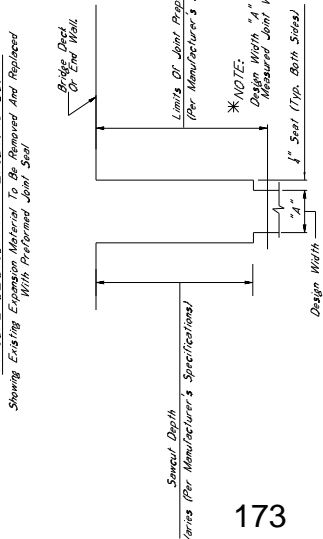 Showing Existing Expansion Material To Be Removed And Replaced
With Preformed Joint Seal
Bridge Deck
Or End Wall
Limits Of Joint Prep
(Per Manufacturer's
*NOTE:
Design Width "A"
Measured Joint W
" Seat (Typ. Both Sides)
"A"
Design Width
Sawcut Depth
Varies (Per Manufacturer's Specifications)
173